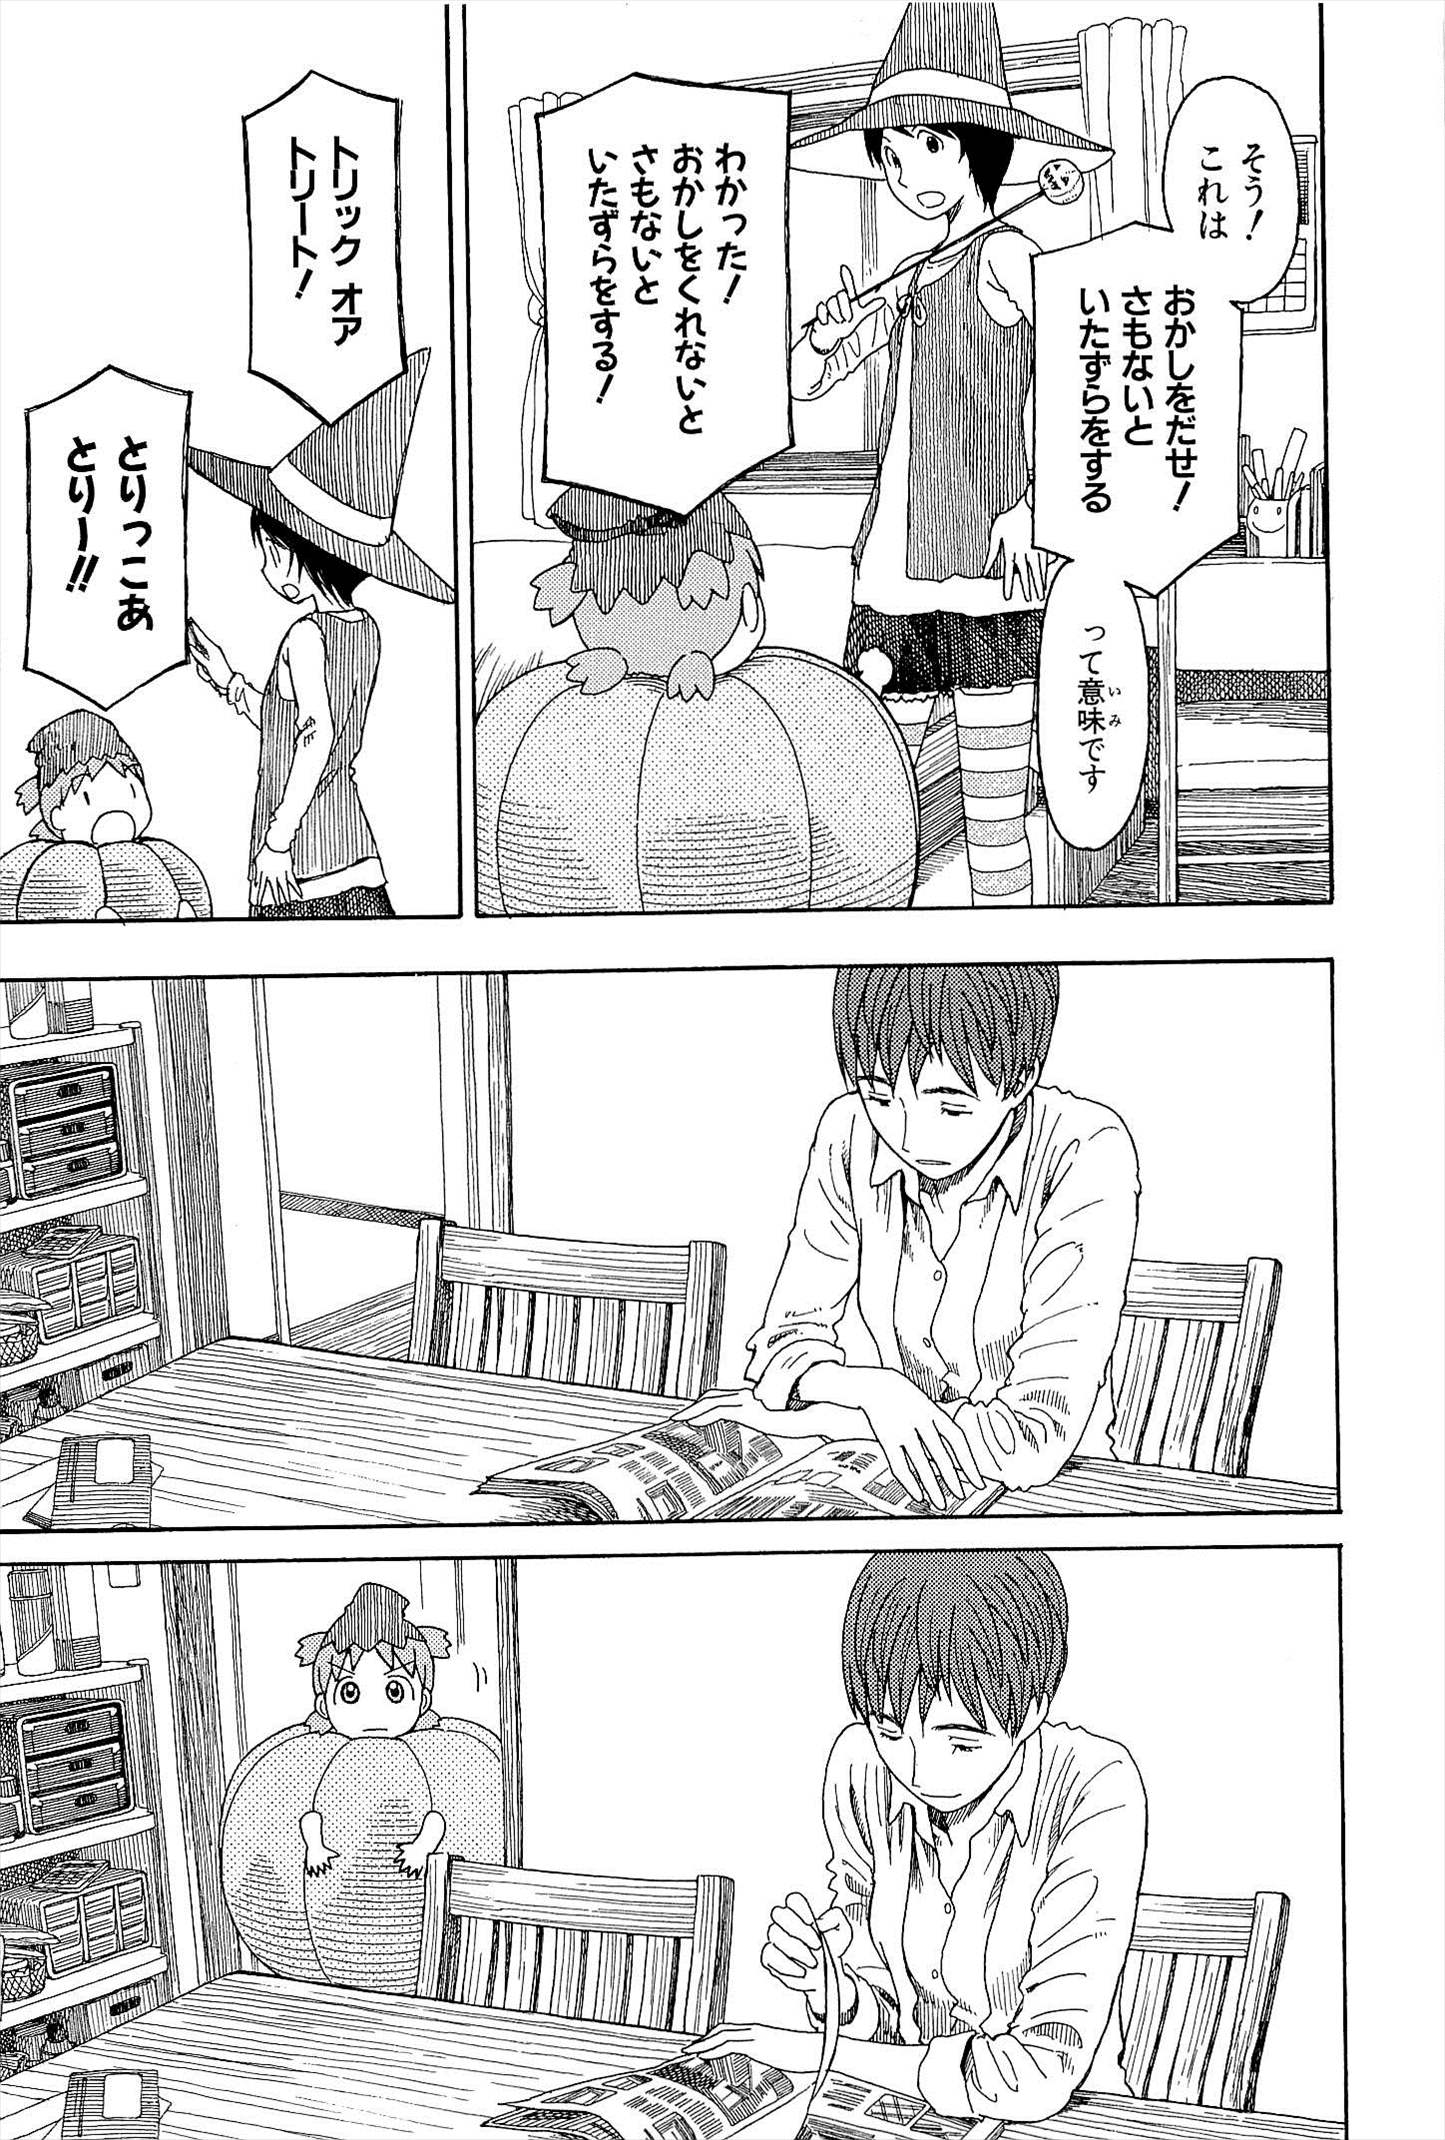 そう!
これは
おかしをだせ!
さもないと
いたずらをする
って意味です
わかった!
おかしをくれないと
さもないと
いたずらをする!
トリック オア
トリート!
とりっこあ
とりー!!